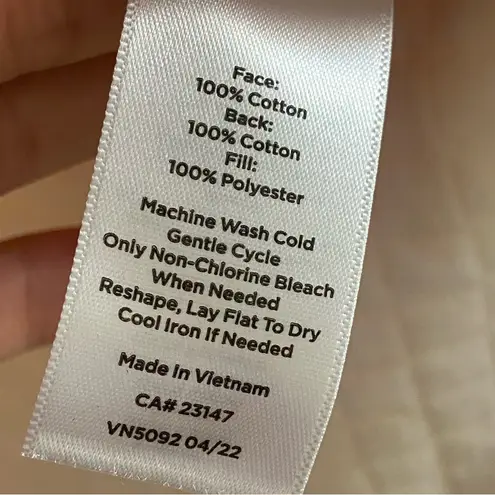 Face:
100% Cotton
Back:
100% Cotton
Fill:
100% Polyester
Machine Wash Cold
Gentle Cycle
Only Non-Chlorine Bleach
When Needed
Reshape, Lay Flat To Dry
Cool Iron If Needed
Made In Vietnam
CA# 23147
VN5092 04/22